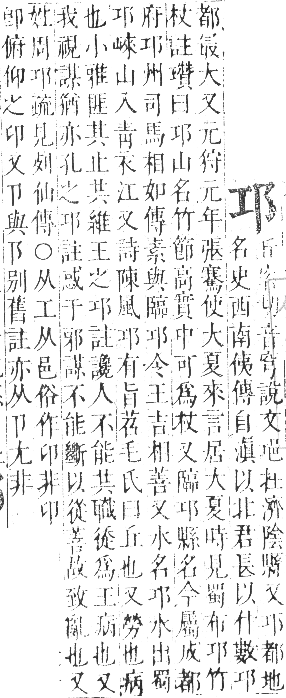 邛
丘容切音穹說文地在濟陰縣又邛都地
名史西南夷傳自滇以北君長以什數邛
都最大又元狩元年張騫使大夏來言居大夏時見蜀布邛竹
杖註瓚曰邛山名竹節高實中可爲杖又臨邛縣名今屬成都
府邛州司馬相如傳素與臨邛令王吉相善又水名邛水出蜀
邛崍山入靑衣江又詩陳風邛有旨苕毛氏曰丘也又勞也病
也小雅匪其止共維王之邛註讒人不能共職徒爲王病也又
我視謀猶亦孔之邛註或于邪謀不能斷以從善故致亂也又
姓周邛疏見列仙傳○从工从邑俗作卬非卬
卽俯仰之卬又卩與阝别舊註亦从卩尤非